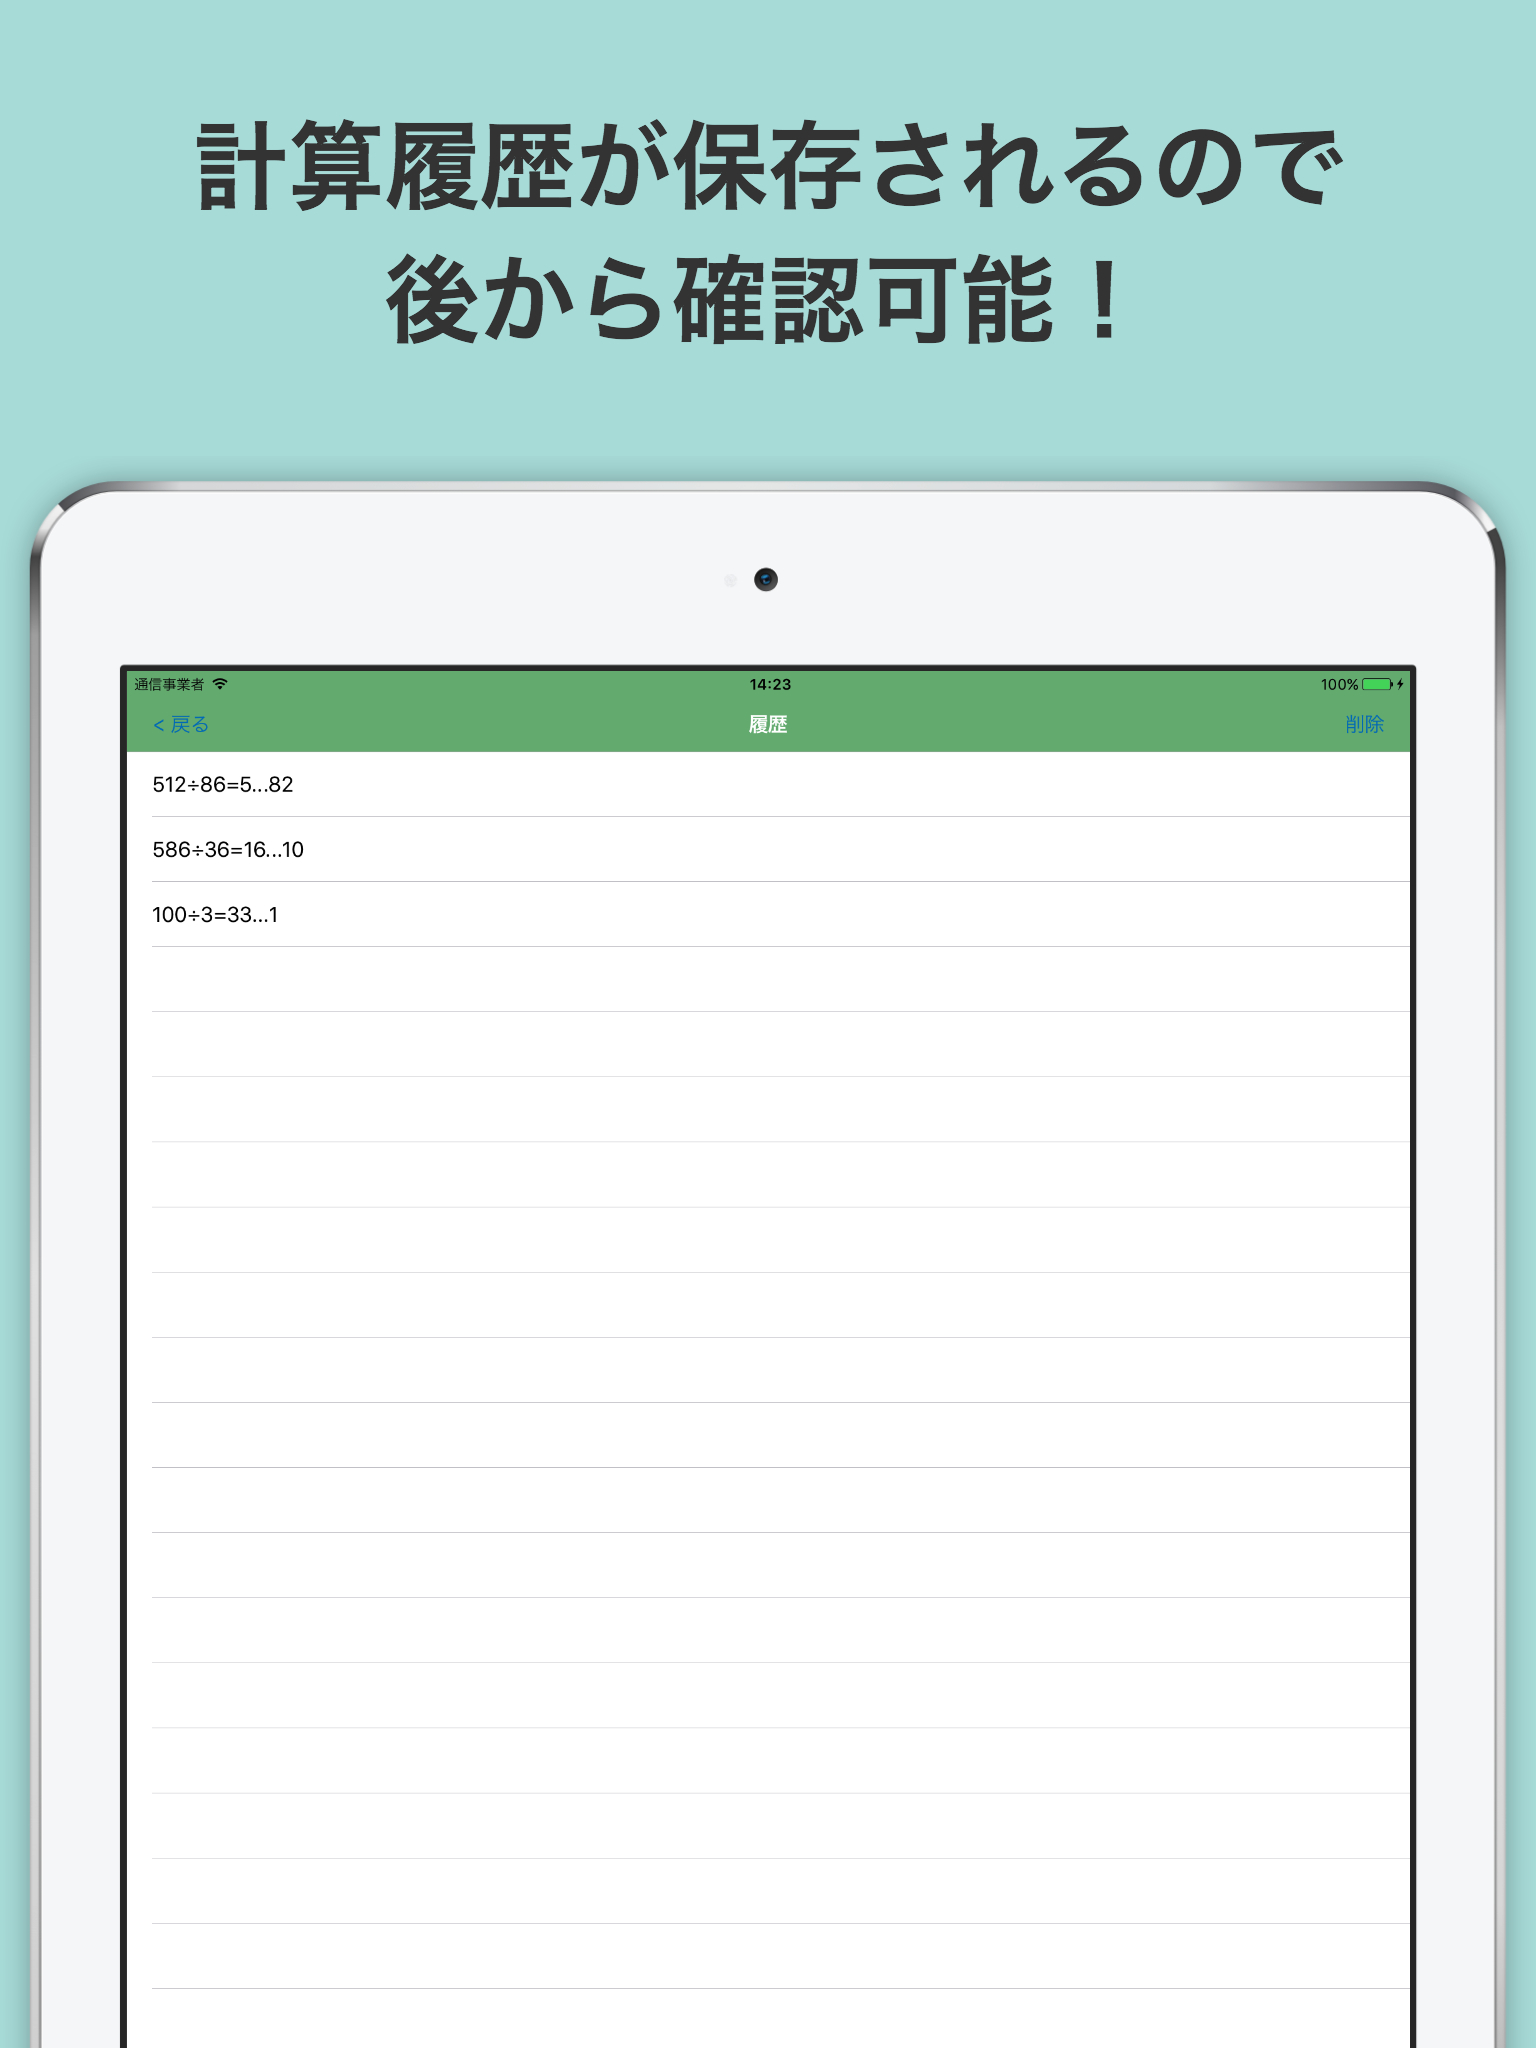 計算履歴が保存されるので
後から確認可能！
通信事業者 14:23 100%
< 戻る 履歴 削除
512÷86=5...82
586÷36=16...10
100÷3=33...1